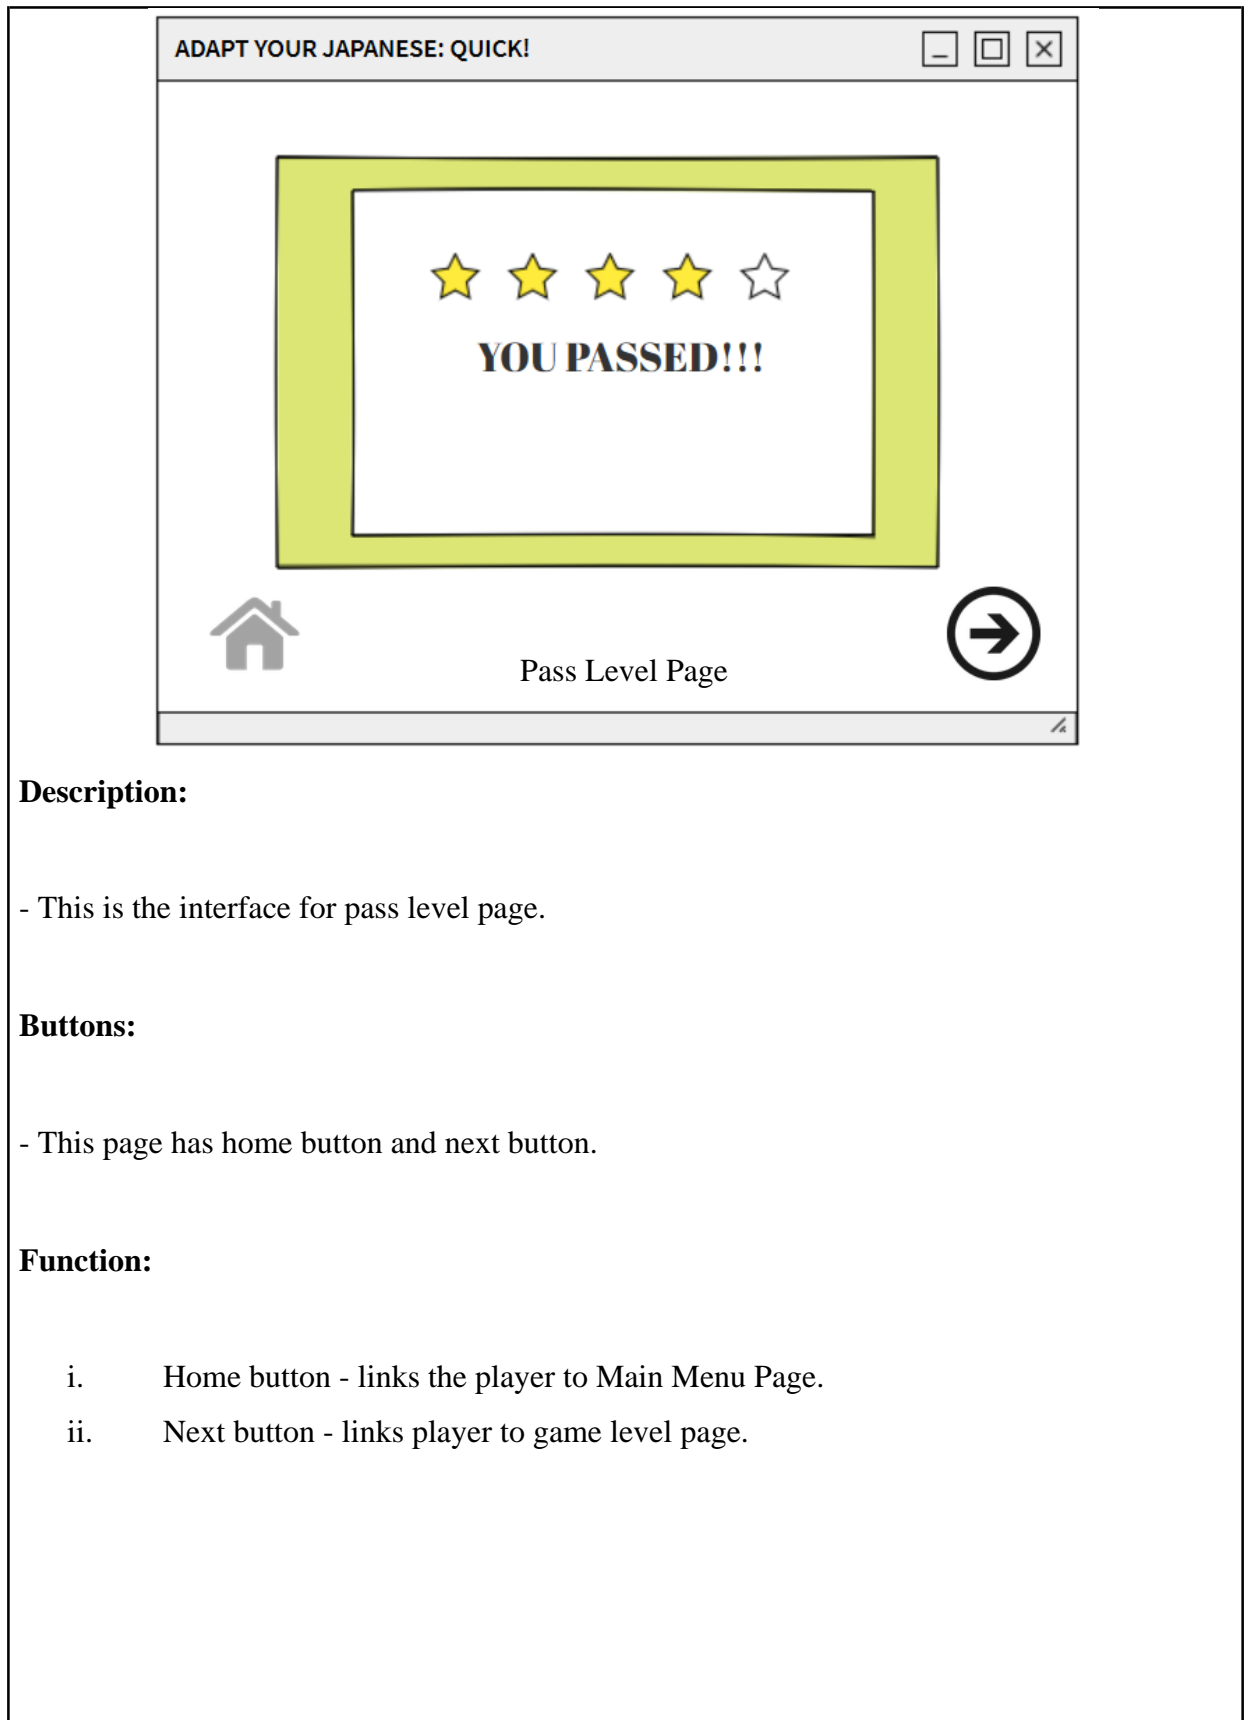 ADAPT YOUR JAPANESE: QUICK!
YOU PASSED!!!
Pass Level Page
Description:
- This is the interface for pass level page.
Buttons:
- This page has home button and next button.
Function:
i. Home button - links the player to Main Menu Page.
ii. Next button - links player to game level page.